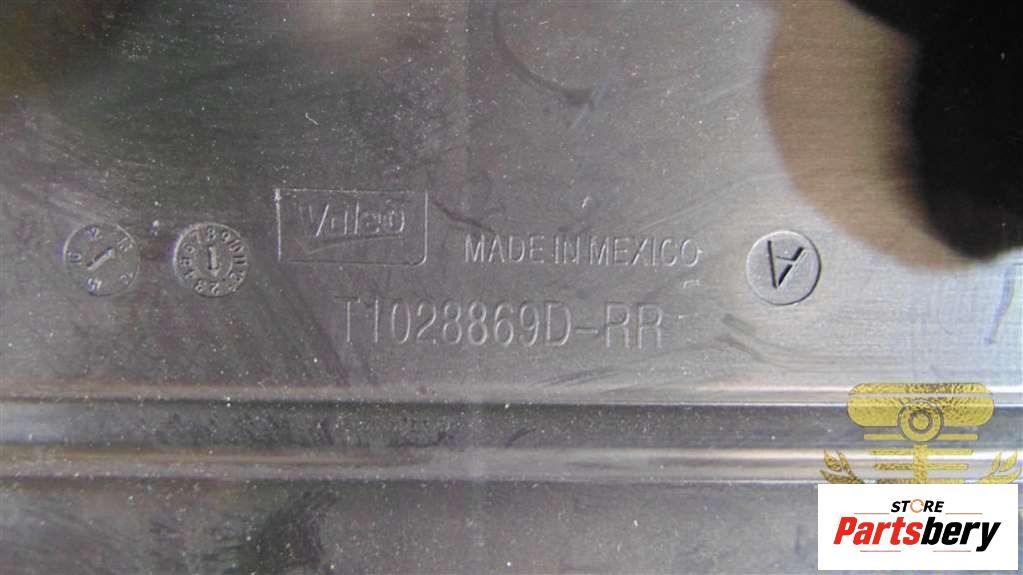 Valeo
MADE IN MEXICO
A
T1028869D-RR
STORE
Partsbery